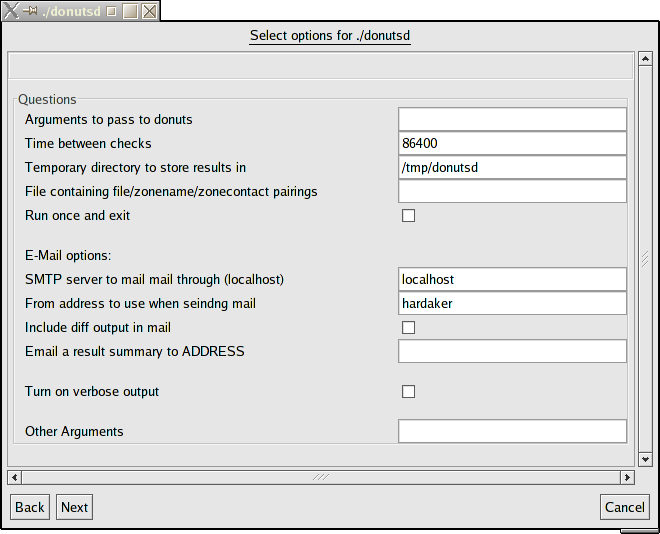 ./donutsd
Select options for ./donutsd
Questions
Arguments to pass to donuts
Time between checks 86400
Temporary directory to store results in /tmp/donutsd
File containing file/zonename/zonecontact pairings
Run once and exit
E-Mail options:
SMTP server to mail mail through (localhost) localhost
From address to use when seindng mail hardaker
Include diff output in mail
Email a result summary to ADDRESS
Turn on verbose output
Other Arguments
Back Next Cancel